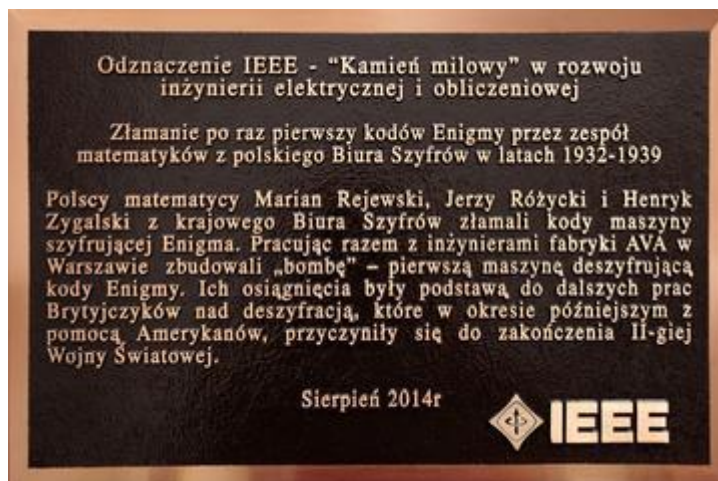 Odznaczenie IEEE - “Kamień milowy” w rozwoju
inżynierii elektrycznej i obliczeniowej
Złamanie po raz pierwszy kodów Enigmy przez zespół
matematyków z polskiego Biura Szyfrów w latach 1932-1939
Polscy matematycy Marian Rejewski, Jerzy Różycki i Henryk
Zygalski z krajowego Biura Szyfrów złamali kody maszyny
szyfrującej Enigma. Pracując razem z inżynierami fabryki AVA w
Warszawie zbudowali „bombę” – pierwszą maszynę deszyfrującą
kody Enigmy. Ich osiągnięcia były podstawą do dalszych prac
Brytyjczyków nad deszyfracją, które w okresie późniejszym z
pomocą Amerykanów, przyczyniły się do zakończenia II-giej
Wojny Światowej.
Sierpień 2014r
IEEE